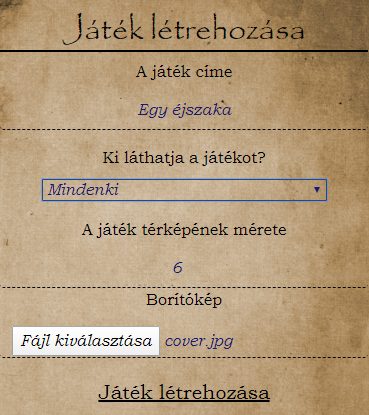 Játék létrehozása
A játék címe
Egy éjszaka
Ki láthatja a játékot?
Mindenki
A játék térképének mérete
6
Borítókép
Fájl kiválasztása cover.jpg
Játék létrehozása